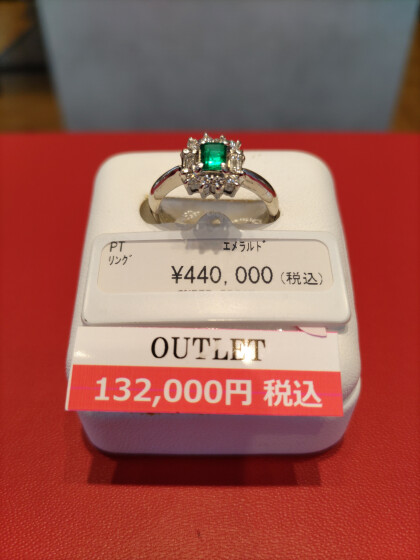 PT エメラルド
リング
¥440,000 (税込)
OUTLET
132,000円 税込